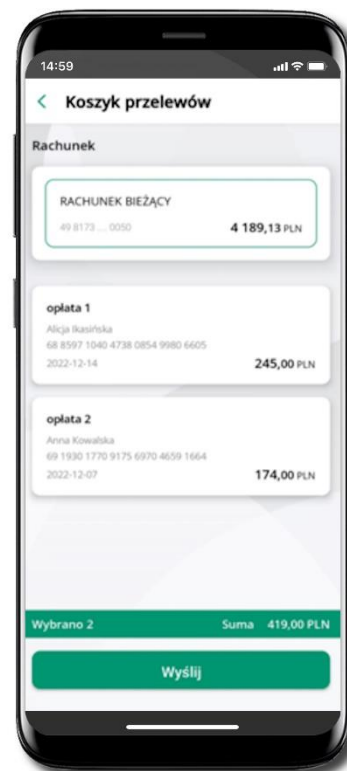 14:59
Koszyk przelewów
Rachunek
RACHUNEK BIEŻĄCY
49 8173 ... 0050 4 189,13 PLN
opłata 1
Alicja Ikasińska
68 8597 1040 4738 0854 9980 6605
2022-12-14 245,00 PLN
opłata 2
Anna Kowalska
69 1930 1770 9175 6970 4659 1664
2022-12-07 174,00 PLN
Wybrano 2 Suma 419,00 PLN
Wyślij